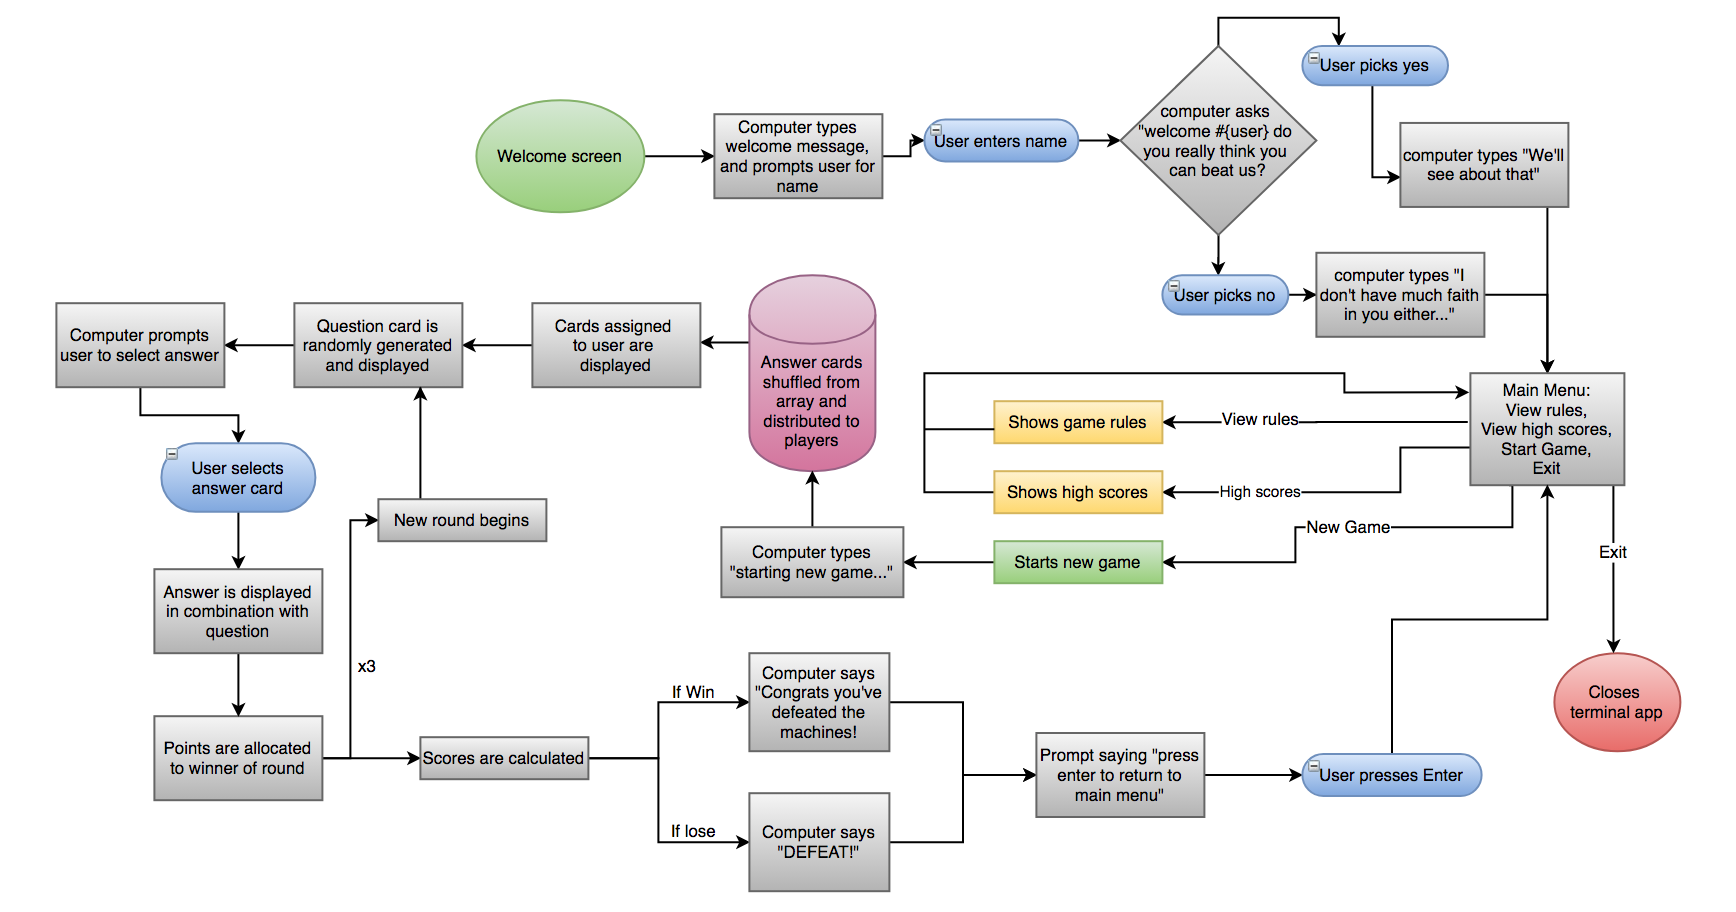 Welcome screen
Computer types
welcome message,
and prompts user for
name
User enters name
computer asks
"welcome #{user} do
you really think you
can beat us?
User picks yes
computer types "We'll
see about that"
User picks no
computer types "I
don't have much faith
in you either..."
Main Menu:
View rules,
View high scores,
Start Game,
Exit
View rules
Shows game rules
High scores
Shows high scores
New Game
Starts new game
Exit
Closes
terminal app
Computer types
"starting new game..."
Answer cards
shuffled from
array and
distributed to
players
Cards assigned
to user are
displayed
Question card is
randomly generated
and displayed
Computer prompts
user to select answer
User selects
answer card
Answer is displayed
in combination with
question
Points are allocated
to winner of round
x3
New round begins
Scores are calculated
If Win
Computer says
"Congrats you've
defeated the
machines!
If lose
Computer says
"DEFEAT!"
Prompt saying "press
enter to return to
main menu"
User presses Enter